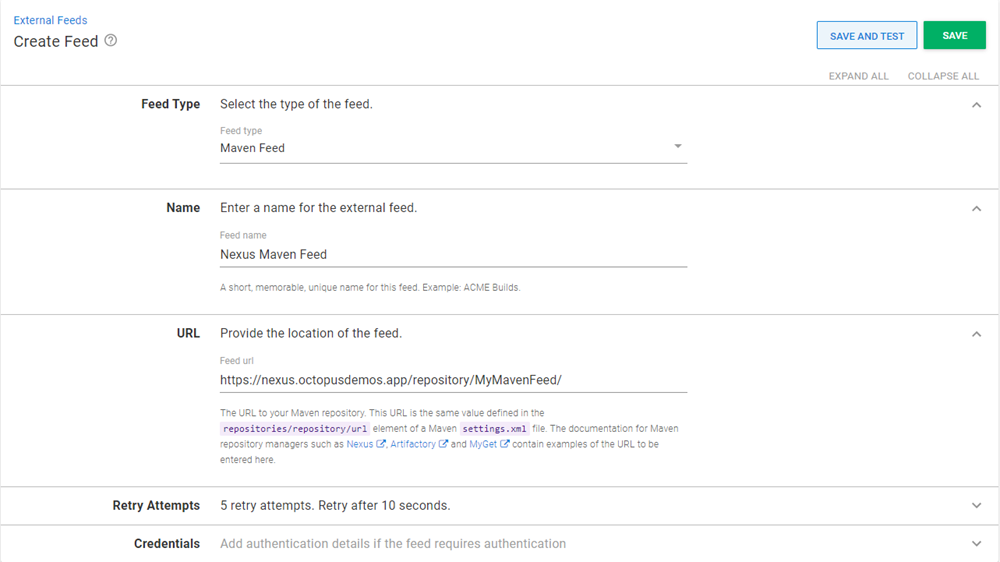 External Feeds
Create Feed
SAVE AND TEST
SAVE
EXPAND ALL
COLLAPSE ALL
Feed Type
Select the type of the feed.
Feed type
Maven Feed
Name
Enter a name for the external feed.
Feed name
Nexus Maven Feed
A short, memorable, unique name for this feed. Example: ACME Builds.
URL
Provide the location of the feed.
Feed url
https://nexus.octopusdemos.app/repository/MyMavenFeed/
The URL to your Maven repository. This URL is the same value defined in the
repositories/repository/url element of a Maven settings.xml file. The documentation for Maven
repository managers such as Nexus, Artifactory and MyGet contain examples of the URL to be
entered here.
Retry Attempts
5 retry attempts. Retry after 10 seconds.
Credentials
Add authentication details if the feed requires authentication